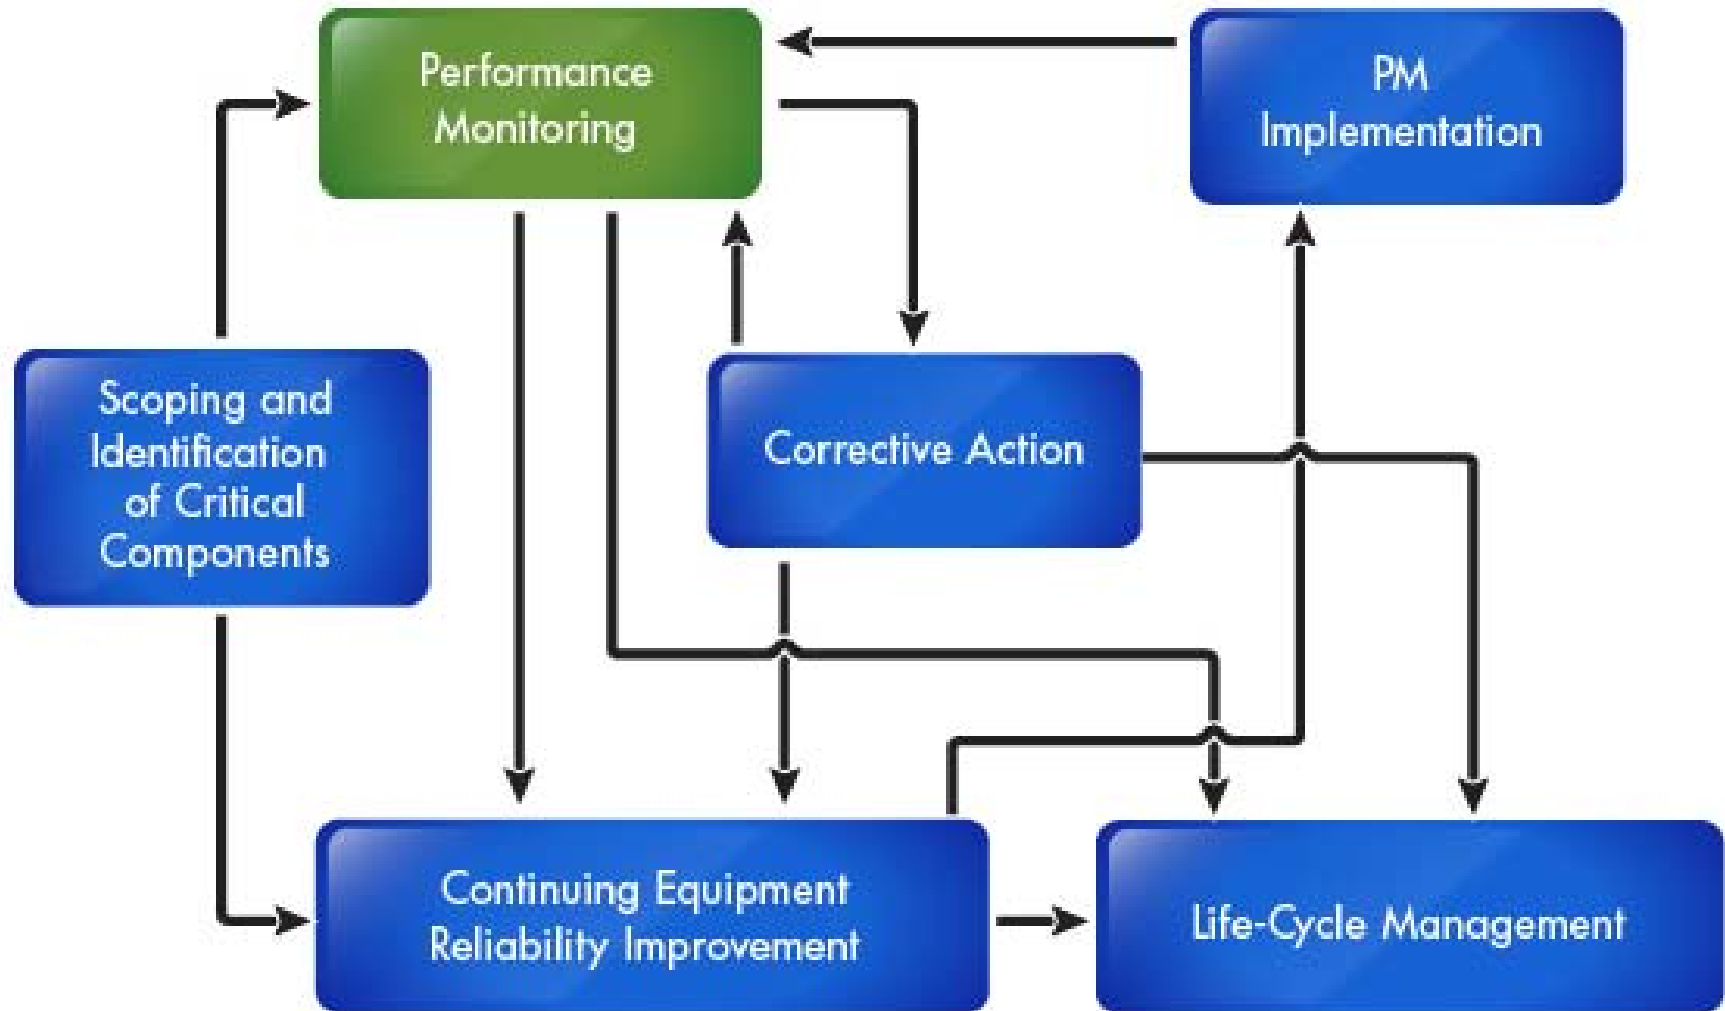 Performance
Monitoring
PM
Implementation
Scoping and
Identification
of Critical
Components
Corrective Action
Continuing Equipment
Reliability Improvement
Life-Cycle Management